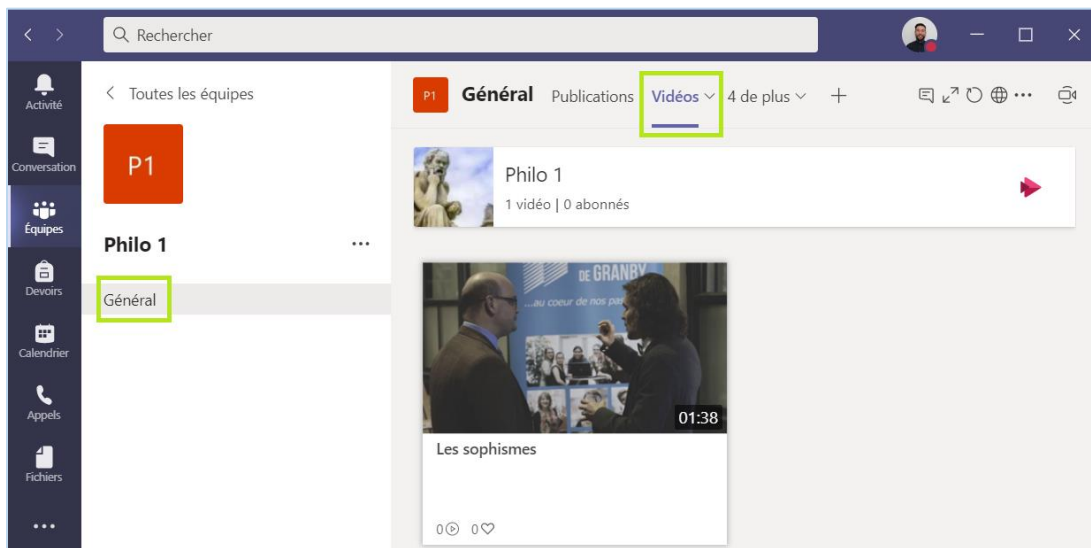 Rechercher
Activité
Conversation
Équipes
Devoirs
Calendrier
Appels
Fichiers
Toutes les équipes
P1
Philo 1
Général
P1 Général Publications Vidéos 4 de plus
Philo 1
1 vidéo | 0 abonnés
DE GRANBY
...au coeur de nos
01:38
Les sophismes
0 0